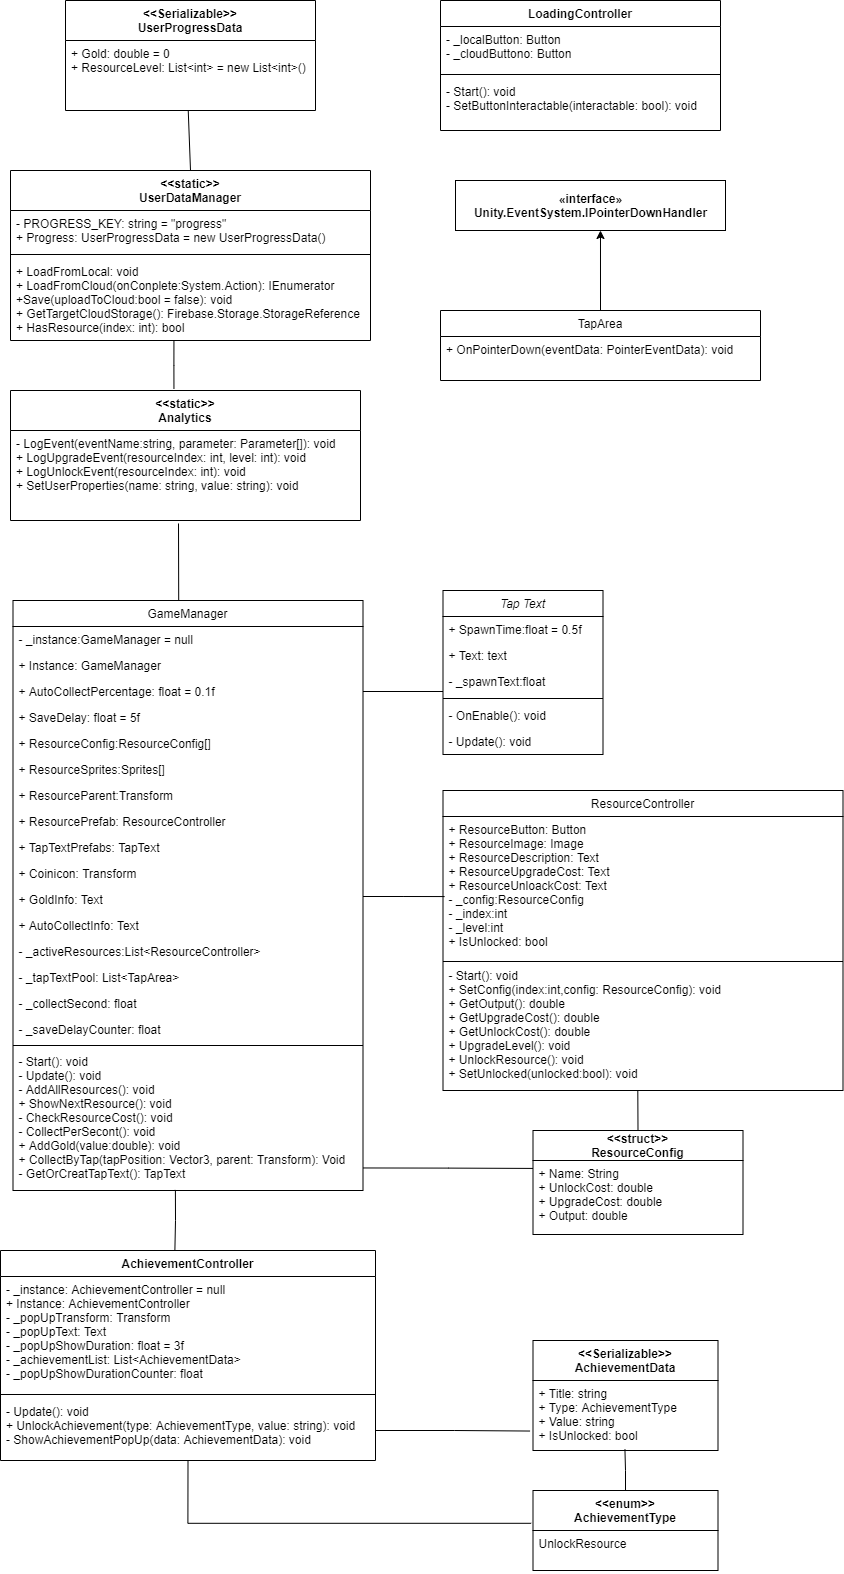 <<Serializable>>
UserProgressData
+ Gold: double = 0
+ ResourceLevel: List<int> = new List<int>()
LoadingController
- _localButton: Button
- _cloudButtono: Button
- Start(): void
- SetButtonInteractable(interactable: bool): void
<<static>>
UserDataManager
- PROGRESS_KEY: string = "progress"
+ Progress: UserProgressData = new UserProgressData()
+ LoadFromLocal: void
+ LoadFromCloud(onConplete:System.Action): IEnumerator
+Save(uploadToCloud:bool = false): void
+ GetTargetCloudStorage(): Firebase.Storage.StorageReference
+ HasResource(index: int): bool
«interface»
Unity.EventSystem.IPointerDownHandler
TapArea
+ OnPointerDown(eventData: PointerEventData): void
<<static>>
Analytics
- LogEvent(eventName:string, parameter: Parameter[]): void
+ LogUpgradeEvent(resourceIndex: int, level: int): void
+ LogUnlockEvent(resourceIndex: int): void
+ SetUserProperties(name: string, value: string): void
GameManager
- _instance:GameManager = null
+ Instance: GameManager
+ AutoCollectPercentage: float = 0.1f
+ SaveDelay: float = 5f
+ ResourceConfig:ResourceConfig[]
+ ResourceSprites:Sprites[]
+ ResourceParent:Transform
+ ResourcePrefab: ResourceController
+ TapTextPrefabs: TapText
+ Coinicon: Transform
+ GoldInfo: Text
+ AutoCollectInfo: Text
- _activeResources:List<ResourceController>
- _tapTextPool: List<TapArea>
- _collectSecond: float
- _saveDelayCounter: float
- Start(): void
- Update(): void
- AddAllResources(): void
+ ShowNextResource(): void
- CheckResourceCost(): void
- CollectPerSecont(): void
+ AddGold(value:double): void
+ CollectByTap(tapPosition: Vector3, parent: Transform): Void
- GetOrCreatTapText(): TapText
Tap Text
+ SpawnTime:float = 0.5f
+ Text: text
- _spawnText:float
- OnEnable(): void
- Update(): void
ResourceController
+ ResourceButton: Button
+ ResourceImage: Image
+ ResourceDescription: Text
+ ResourceUpgradeCost: Text
+ ResourceUnloackCost: Text
- _config:ResourceConfig
- _index:int
- _level:int
+ IsUnlocked: bool
- Start(): void
+ SetConfig(index:int,config: ResourceConfig): void
+ GetOutput(): double
+ GetUpgradeCost(): double
+ GetUnlockCost(): double
+ UpgradeLevel(): void
+ UnlockResource(): void
+ SetUnlocked(unlocked:bool): void
<<struct>>
ResourceConfig
+ Name: String
+ UnlockCost: double
+ UpgradeCost: double
+ Output: double
AchievementController
- _instance: AchievementController = null
+ Instance: AchievementController
- _popUpTransform: Transform
- _popUpText: Text
- _popUpShowDuration: float = 3f
- _achievementList: List<AchievementData>
- _popUpShowDurationCounter: float
- Update(): void
+ UnlockAchievement(type: AchievementType, value: string): void
- ShowAchievementPopUp(data: AchievementData): void
<<Serializable>>
AchievementData
+ Title: string
+ Type: AchievementType
+ Value: string
+ IsUnlocked: bool
<<enum>>
AchievementType
UnlockResource